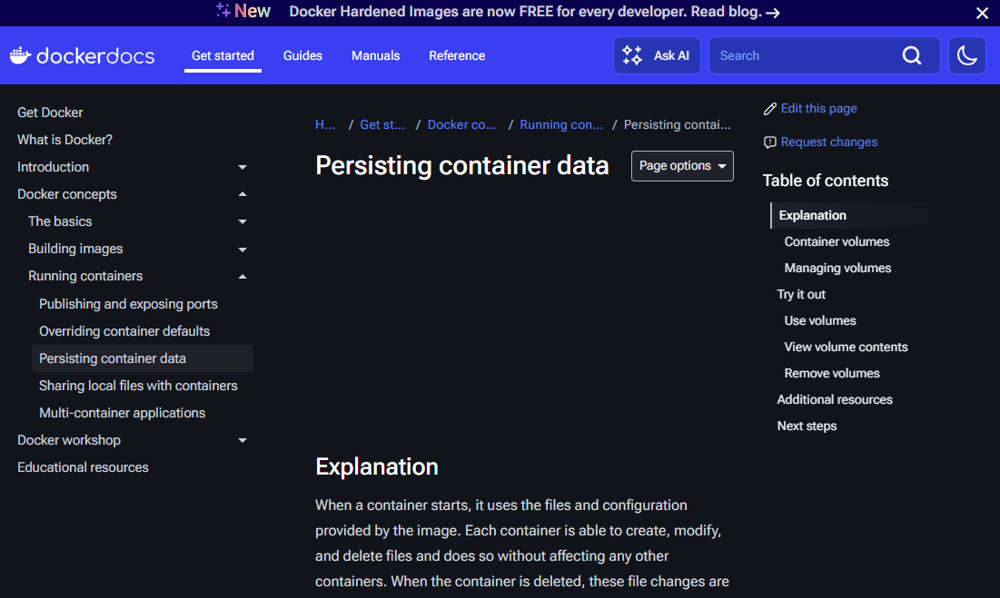 New Docker Hardened Images are now FREE for every developer. Read blog. →
dockerdocs Get started Guides Manuals Reference Ask AI Search
Get Docker
What is Docker?
Introduction
Docker concepts
The basics
Building images
Running containers
Publishing and exposing ports
Overriding container defaults
Persisting container data
Sharing local files with containers
Multi-container applications
Docker workshop
Educational resources
H... / Get st... / Docker co... / Running con... / Persisting contai...
Persisting container data
Page options
Explanation
When a container starts, it uses the files and configuration
provided by the image. Each container is able to create, modify,
and delete files and does so without affecting any other
containers. When the container is deleted, these file changes are
Edit this page
Request changes
Table of contents
Explanation
Container volumes
Managing volumes
Try it out
Use volumes
View volume contents
Remove volumes
Additional resources
Next steps